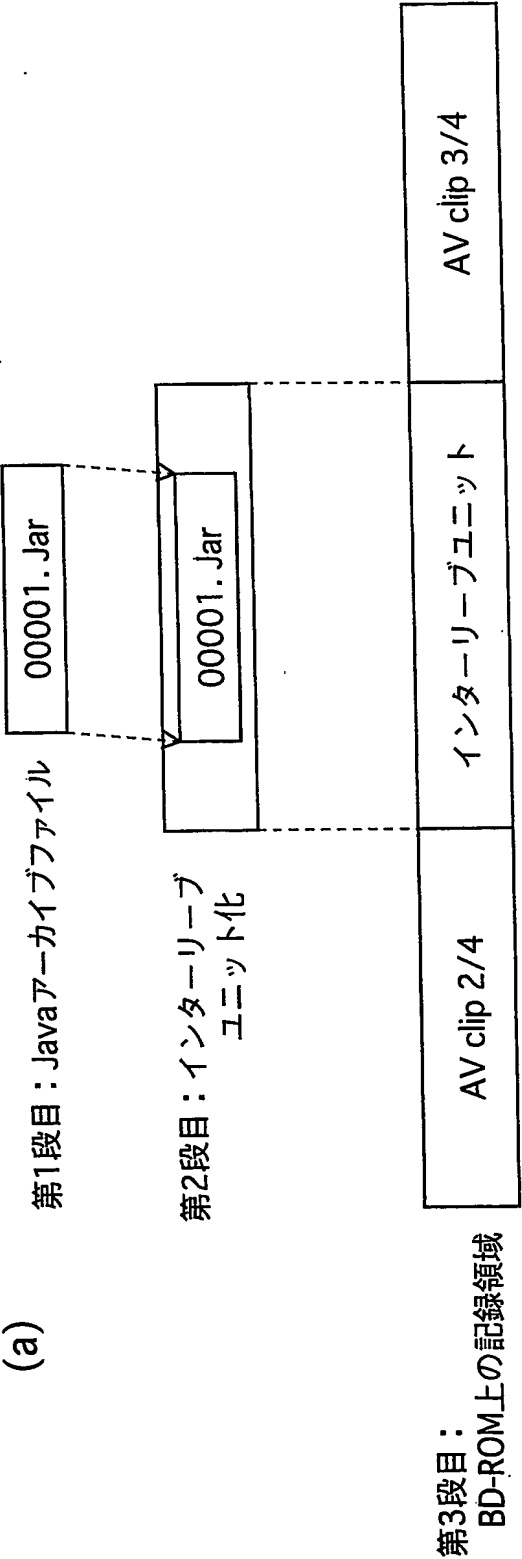 (a)
第1段目：Javaアーカイブファイル
00001. Jar
第2段目：インターリーブ
ユニット化
00001. Jar
第3段目：
BD-ROM上の記録領域
AV clip 2/4
インターリーブユニット
AV clip 3/4